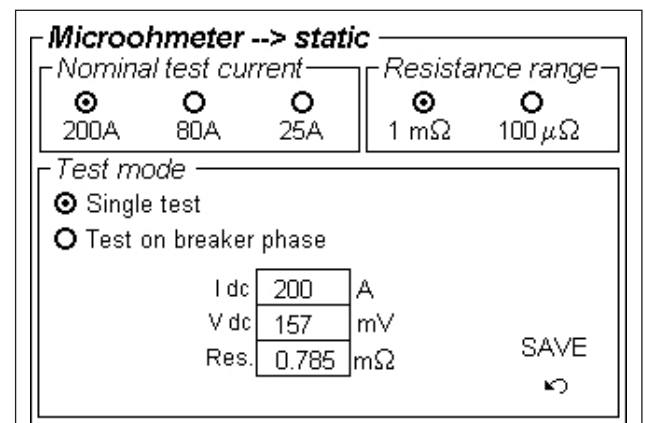 Microohmeter --> static
Nominal test current
200A 80A 25A
Resistance range
1 mΩ 100 μΩ
Test mode
Single test
Test on breaker phase
I dc 200 A
V dc 157 mV
Res. 0.785 mΩ
SAVE